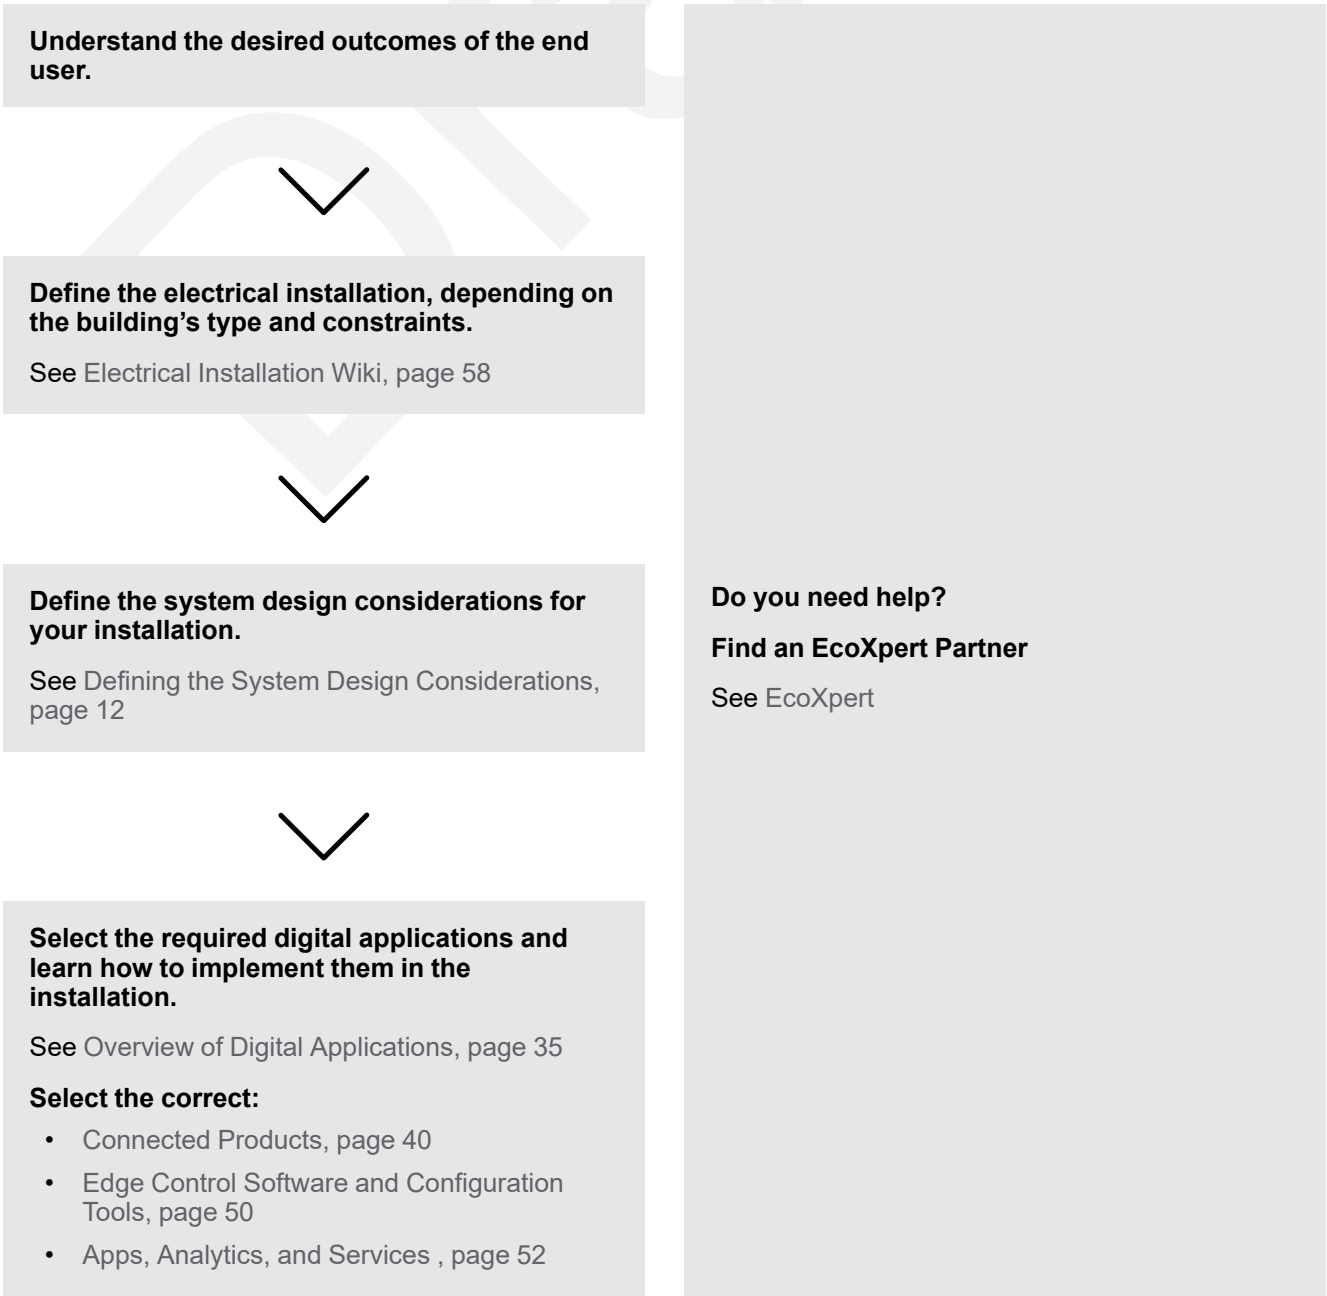 Understand the desired outcomes of the end
user.
Define the electrical installation, depending on
the building’s type and constraints.
See Electrical Installation Wiki, page 58
Define the system design considerations for
your installation.
See Defining the System Design Considerations,
page 12
Select the required digital applications and
learn how to implement them in the
installation.
See Overview of Digital Applications, page 35
Select the correct:
• Connected Products, page 40
• Edge Control Software and Configuration
Tools, page 50
• Apps, Analytics, and Services , page 52
Do you need help?
Find an EcoXpert Partner
See EcoXpert